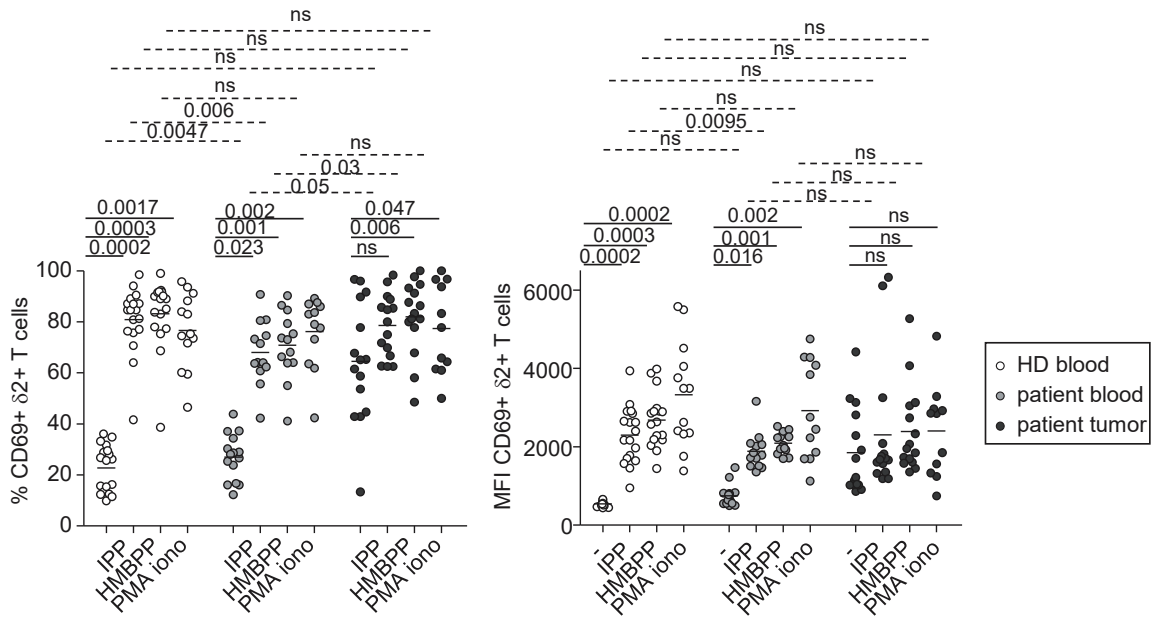 ns
ns
ns
ns
0.006
0.0047
ns
0.03
0.05
0.0017
0.0003
0.0002
0.002
0.001
0.023
0.047
0.006
ns
% CD69+ δ2+ T cells
100
80
60
40
20
0
IPP
HMBPP
PMA iono
IPP
HMBPP
PMA iono
IPP
HMBPP
PMA iono
ns
ns
ns
ns
0.0095
ns
ns
ns
ns
0.0002
0.0003
0.0002
0.002
0.001
0.016
ns
ns
ns
MFI CD69+ δ2+ T cells
6000
4000
2000
0
-
IPP
HMBPP
PMA iono
-
IPP
HMBPP
PMA iono
-
IPP
HMBPP
PMA iono
HD blood
patient blood
patient tumor